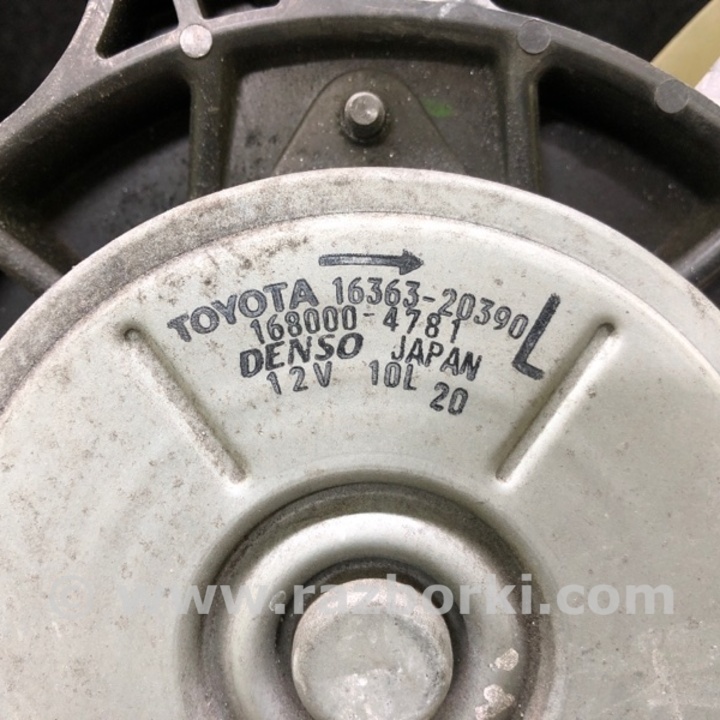 TOYOTA 16363-20390 L
168000-4781
DENSO JAPAN
12V 10L 20
www.razborki.com